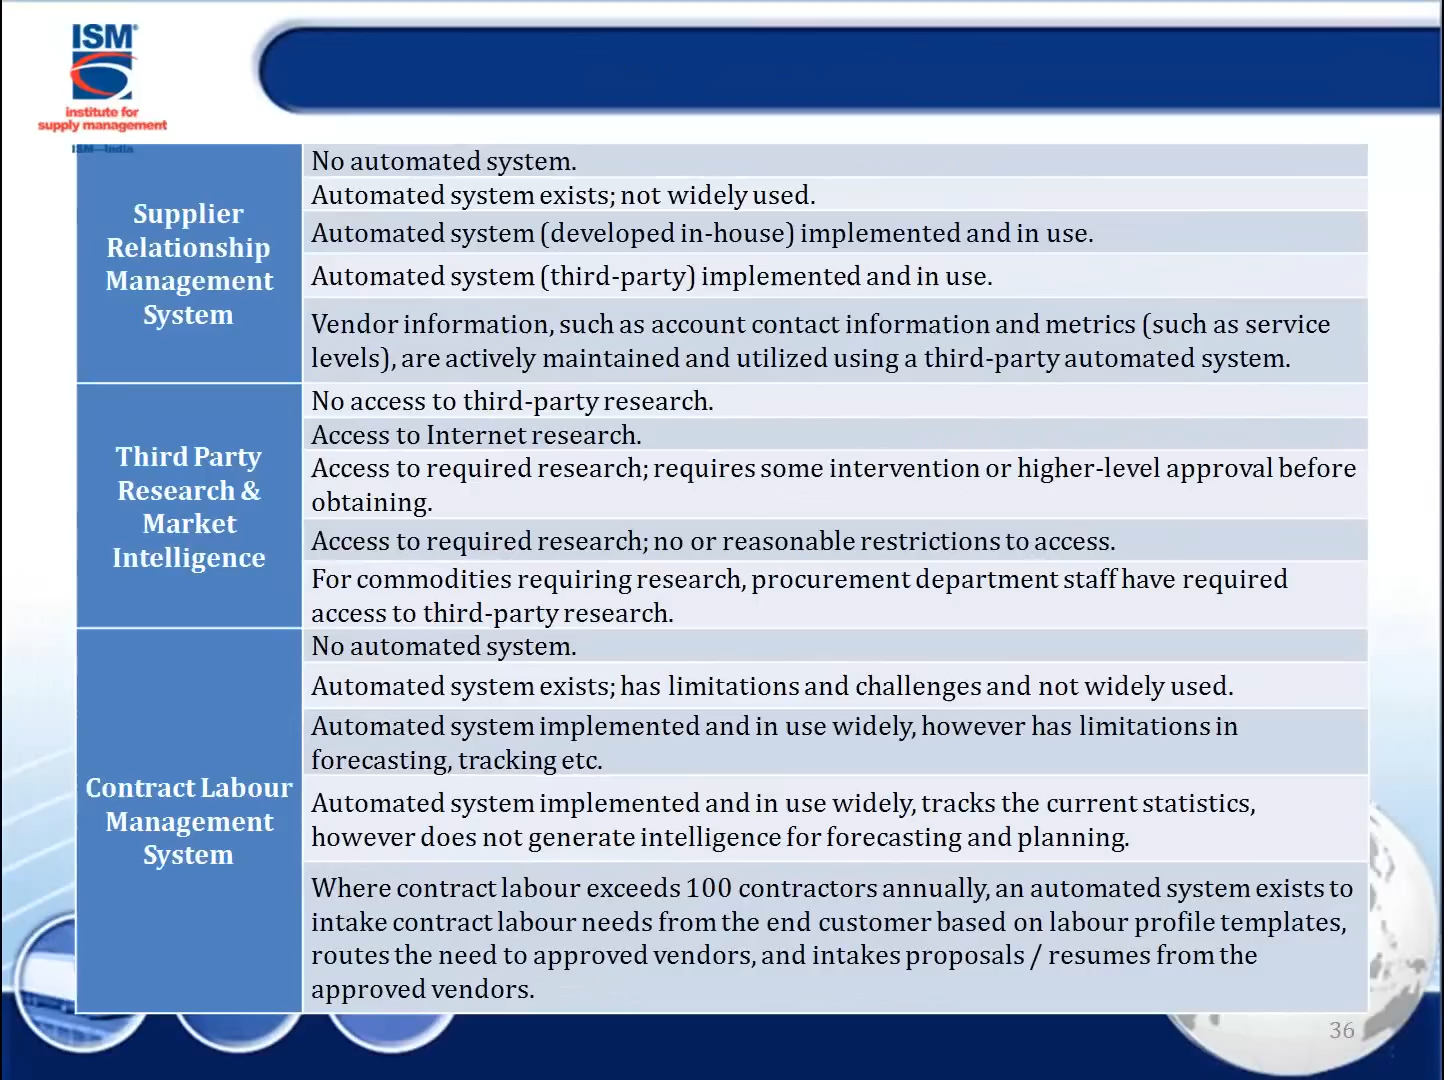 ISM®
institute for
supply management
ISM—India
Supplier
Relationship
Management
System
No automated system.
Automated system exists; not widely used.
Automated system (developed in-house) implemented and in use.
Automated system (third-party) implemented and in use.
Vendor information, such as account contact information and metrics (such as service
levels), are actively maintained and utilized using a third-party automated system.
Third Party
Research &
Market
Intelligence
No access to third-party research.
Access to Internet research.
Access to required research; requires some intervention or higher-level approval before
obtaining.
Access to required research; no or reasonable restrictions to access.
For commodities requiring research, procurement department staff have required
access to third-party research.
Contract Labour
Management
System
No automated system.
Automated system exists; has limitations and challenges and not widely used.
Automated system implemented and in use widely, however has limitations in
forecasting, tracking etc.
Automated system implemented and in use widely, tracks the current statistics,
however does not generate intelligence for forecasting and planning.
Where contract labour exceeds 100 contractors annually, an automated system exists to
intake contract labour needs from the end customer based on labour profile templates,
routes the need to approved vendors, and intakes proposals / resumes from the
approved vendors.
36